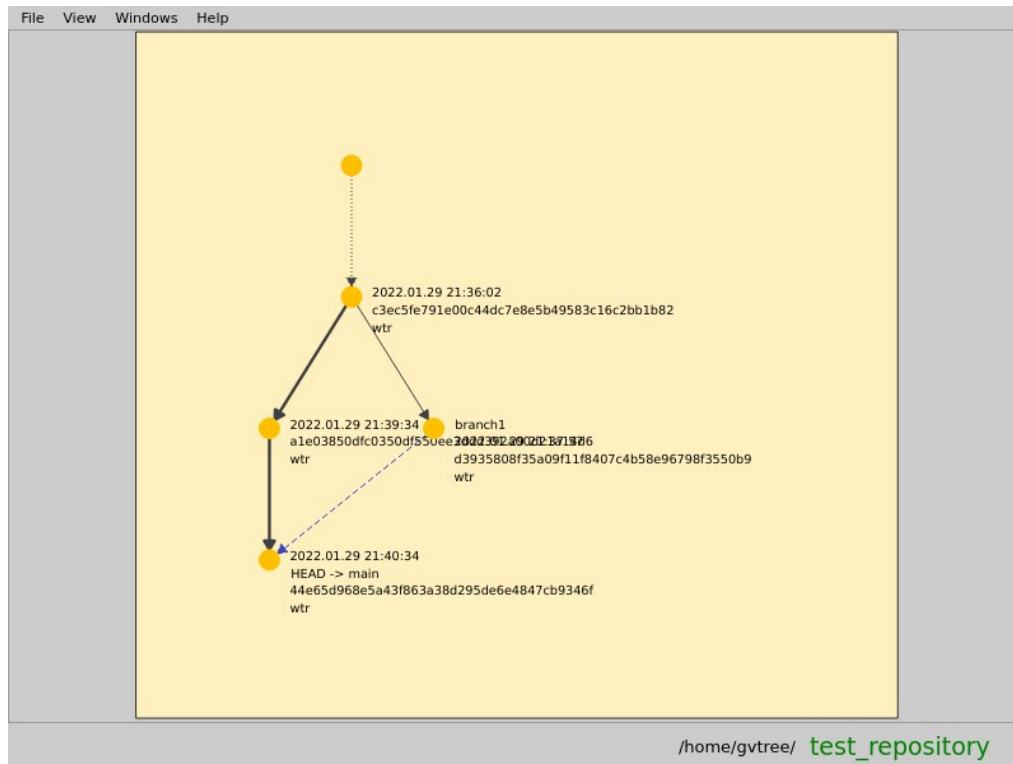 File View Windows Help
2022.01.29 21:36:02
c3ec5fe791e00c44dc7e8e5b49583c16c2bb1b82
wtr
2022.01.29 21:39:34
wtr
branch1
d3935808f35a09f11f8407c4b58e96798f3550b9
wtr
2022.01.29 21:40:34
HEAD -> main
44e65d968e5a43f863a38d295de6e4847cb9346f
wtr
/home/gvtree/ test_repository